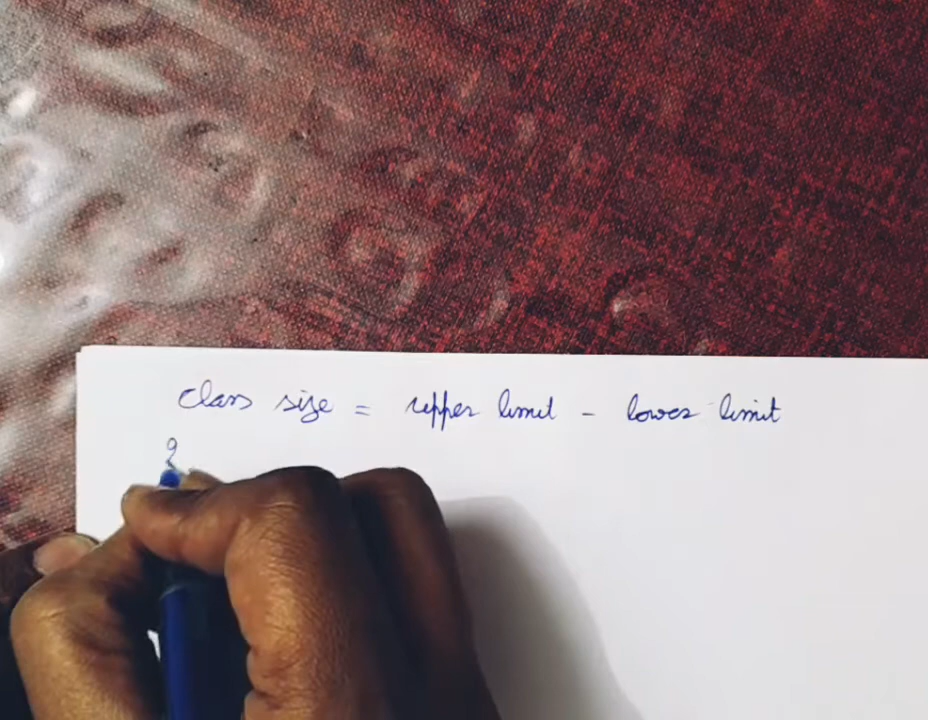 class size = upper limit - lower limit